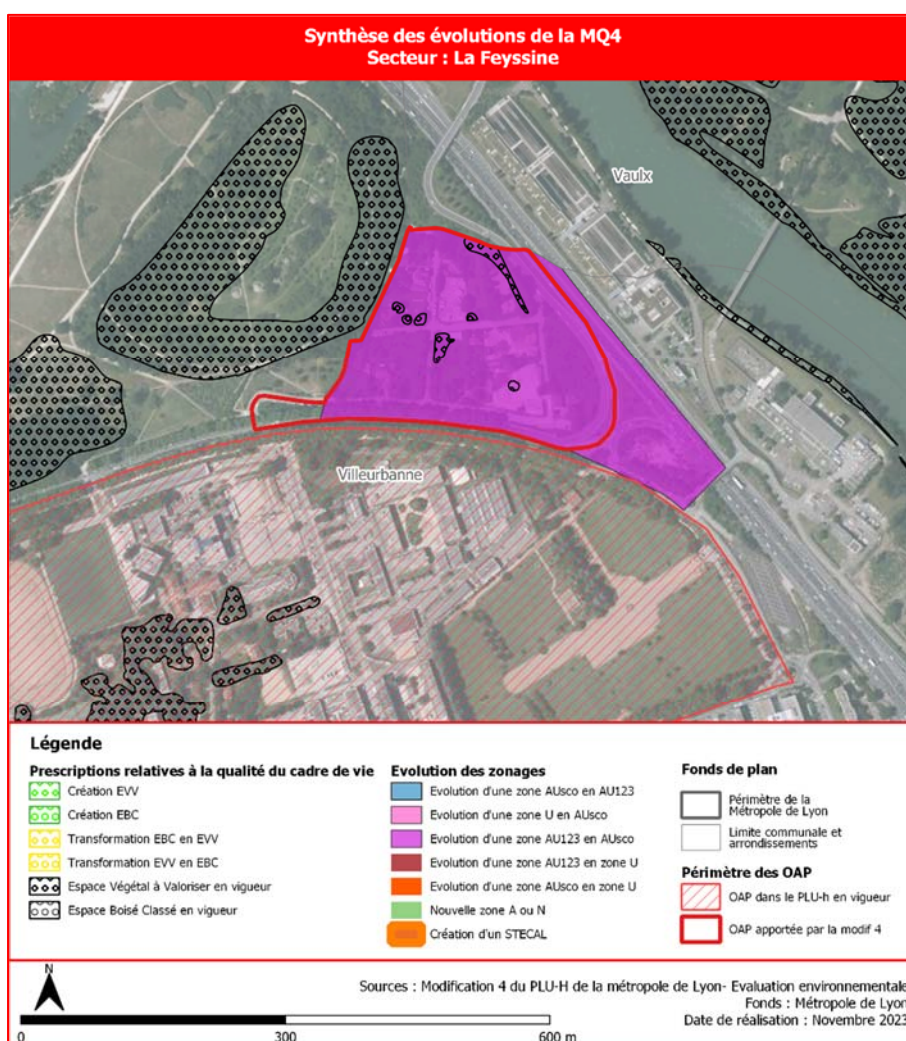 Synthèse des évolutions de la MQ4
Secteur : La Feyssine
Vaulx
Villeurbanne
Légende
Prescriptions relatives à la qualité du cadre de vie
Création EVV
Création EBC
Transformation EBC en EVV
Transformation EVV en EBC
Espace Végétal à Valoriser en vigueur
Espace Boisé Classé en vigueur
Evolution des zonages
Evolution d'une zone AUsco en AU123
Evolution d'une zone U en AUsco
Evolution d'une zone AU123 en AUsco
Evolution d'une zone AU123 en zone U
Evolution d'une zone AUsco en zone U
Nouvelle zone A ou N
Création d'un STECAL
Fonds de plan
Périmètre de la
Métropole de Lyon
Limite communale et
arrondissements
Périmètre des OAP
OAP dans le PLU-h en vigueur
OAP apportée par la modif 4
N
0 300 600 m
Sources : Modification 4 du PLU-H de la métropole de Lyon- Evaluation environnementale
Fonds : Métropole de Lyon
Date de réalisation : Novembre 2023